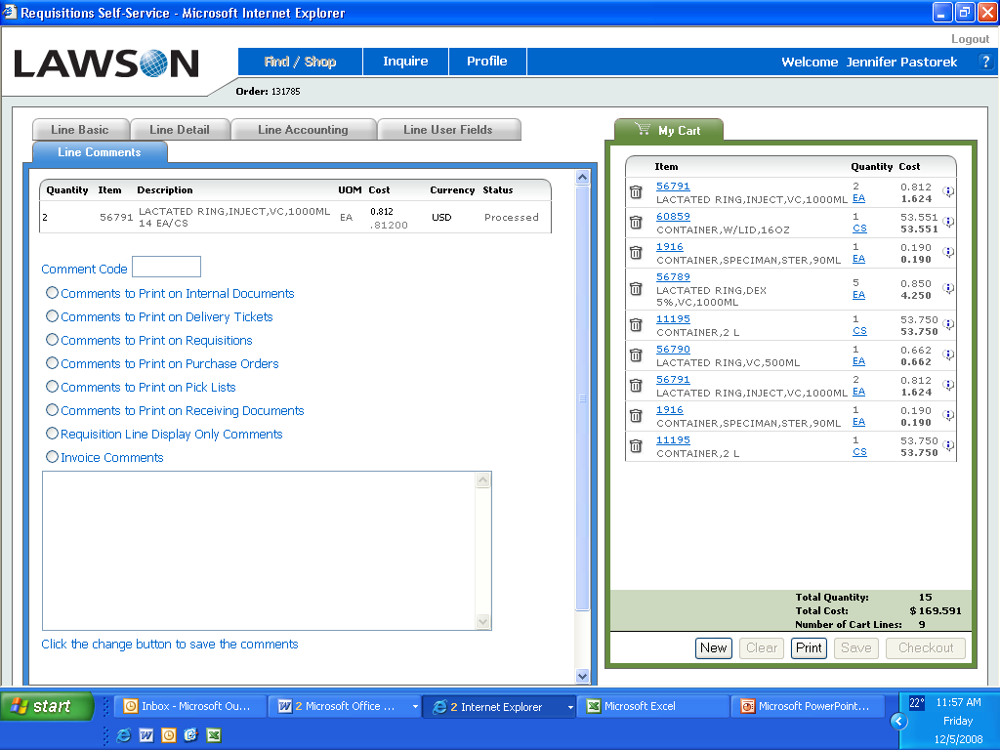 Requisitions Self-Service - Microsoft Internet Explorer
Logout
LAWSON
Find / Shop
Inquire
Profile
Welcome Jennifer Pastorek
?
Order: 131785
Line Basic
Line Detail
Line Accounting
Line User Fields
Line Comments
Quantity Item Description UOM Cost Currency Status
2 56791 LACTATED RING,INJECT,VC,1000ML EA 0.812 USD Processed
14 EA/CS .81200
Comment Code
Comments to Print on Internal Documents
Comments to Print on Delivery Tickets
Comments to Print on Requisitions
Comments to Print on Purchase Orders
Comments to Print on Pick Lists
Comments to Print on Receiving Documents
Requisition Line Display Only Comments
Invoice Comments
Click the change button to save the comments
My Cart
Item Quantity Cost
56791 2 0.812
LACTATED RING,INJECT,VC,1000ML EA 1.624
60859 1 53.551
CONTAINER,W/LID,16OZ CS 53.551
1916 1 0.190
CONTAINER,SPECIMAN,STER,90ML EA 0.190
56789 5 0.850
LACTATED RING,DEX EA 4.250
5%,VC,1000ML
11195 1 53.750
CONTAINER,2 L CS 53.750
56790 1 0.662
LACTATED RING,VC,500ML EA 0.662
56791 2 0.812
LACTATED RING,INJECT,VC,1000ML EA 1.624
1916 1 0.190
CONTAINER,SPECIMAN,STER,90ML EA 0.190
11195 1 53.750
CONTAINER,2 L CS 53.750
Total Quantity: 15
Total Cost: $ 169.591
Number of Cart Lines: 9
New
Clear
Print
Save
Checkout
start
Inbox - Microsoft Ou...
2 Microsoft Office ...
2 Internet Explorer
Microsoft Excel
Microsoft PowerPoint...
22°
11:57 AM
Friday
12/5/2008